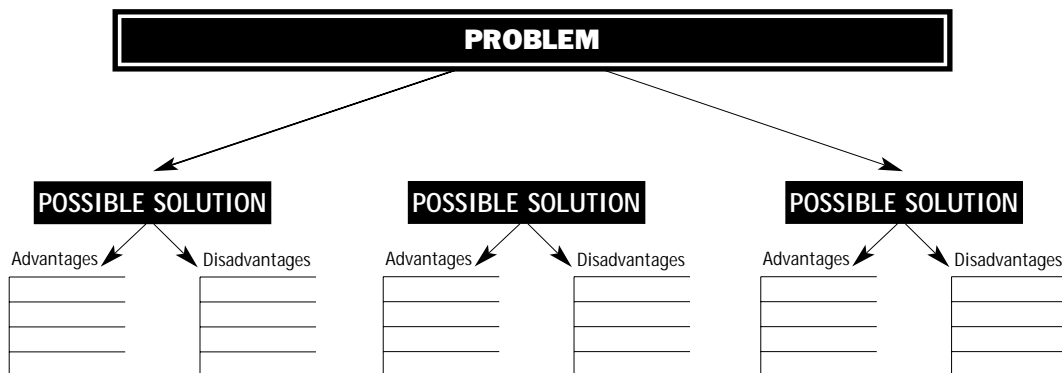 PROBLEM
POSSIBLE SOLUTION
POSSIBLE SOLUTION
POSSIBLE SOLUTION
Advantages
Disadvantages
Advantages
Disadvantages
Advantages
Disadvantages